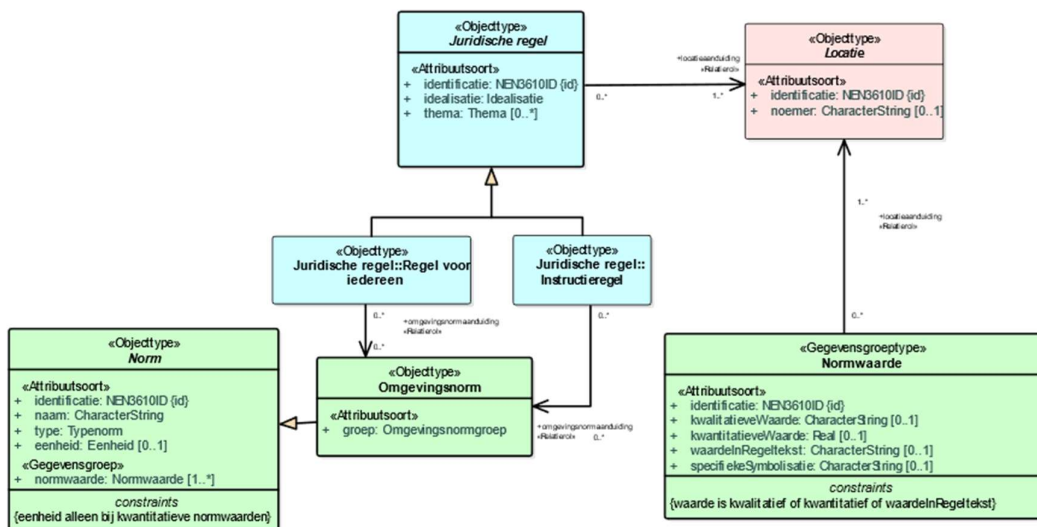 «Objecttype»
Juridische regel
«Attribuutsoort»
+ identificatie: NEN3610ID {id}
+ idealisatie: Idealisatie
+ thema: Thema [0..*]
«Objecttype»
Locatie
«Attribuutsoort»
+ identificatie: NEN3610ID {id}
+ noemer: CharacterString [0..1]
+locatieaanduiding
«Relatierol»
0..*
1..*
«Objecttype»
Juridische regel::Regel voor
iedereen
«Objecttype»
Juridische regel::
Instructieregel
1..*
+locatieaanduiding
«Relatierol»
0..*
0..*
+omgevingsnormaanduiding
«Relatierol»
0..*
0..*
«Objecttype»
Norm
«Attribuutsoort»
+ identificatie: NEN3610ID {id}
+ naam: CharacterString
+ type: Typenorm
+ eenheid: Eenheid [0..1]
«Gegevensgroep»
+ normwaarde: Normwaarde [1..*]
constraints
{eenheid alleen bij kwantitatieve normwaarden}
«Objecttype»
Omgevingsnorm
«Attribuutsoort»
+ groep: Omgevingsnormgroep
+omgevingsnormaanduiding
«Relatierol»
0..*
«Gegevensgroeptype»
Normwaarde
+ identificatie: NEN3610ID {id}
+ kwalitatieveWaarde: CharacterString [0..1]
+ kwantitatieveWaarde: Real [0..1]
+ waardeInRegeltekst: CharacterString [0..1]
+ specifiekeSymbolisatie: CharacterString [0..1]
constraints
{waarde is kwalitatief of kwantitatief of waardeInRegeltekst}